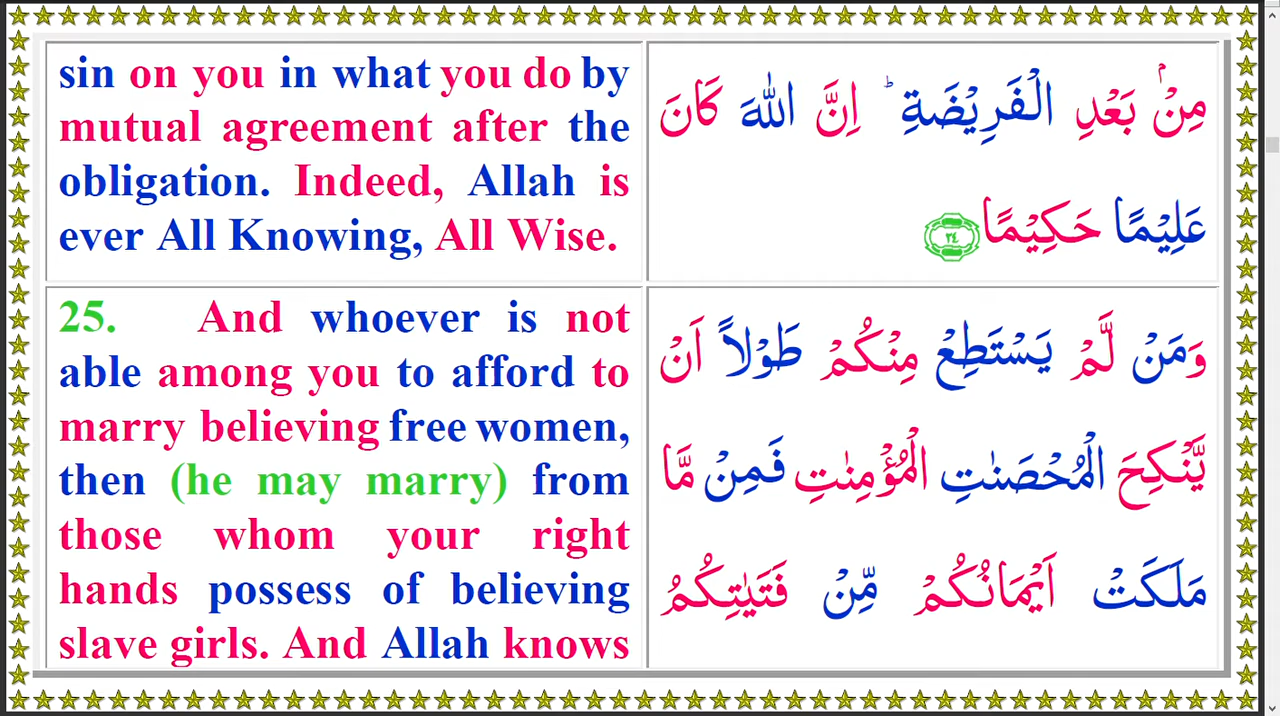 sin on you in what you do by
mutual agreement after the
obligation. Indeed, Allah is
ever All Knowing, All Wise.
مِنْۢ بَعْدِ الْفَرِيْضَةِ ؕ اِنَّ اللّٰهَ كَانَ
عَلِيْمًا حَكِيْمًا ٢٤
25. And whoever is not
able among you to afford to
marry believing free women,
then (he may marry) from
those whom your right
hands possess of believing
slave girls. And Allah knows
وَمَنْ لَّمْ يَسْتَطِعْ مِنْكُمْ طَوْلاً اَنْ
يَّنْكِحَ الْمُحْصَنٰتِ الْمُؤْمِنٰتِ فَمِنْ مَّا
مَلَكَتْ اَيْمَانُكُمْ مِّنْ فَتَيٰتِكُمُ